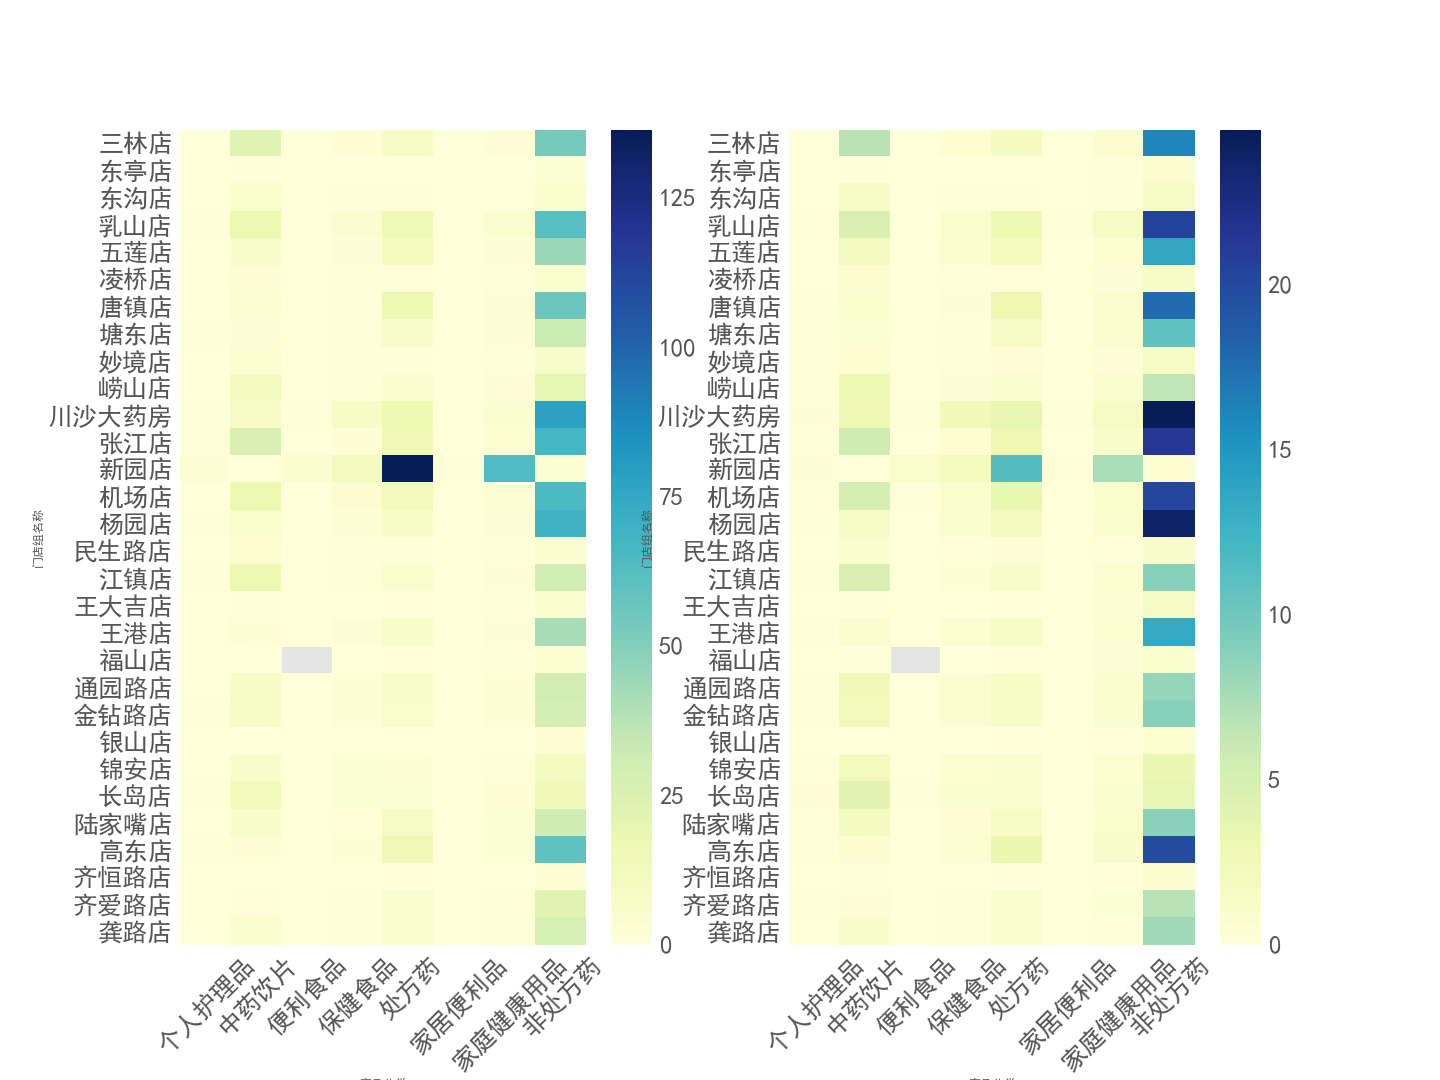 三林店
东亭店
东沟店
乳山店
五莲店
凌桥店
唐镇店
塘东店
妙境店
崂山店
川沙大药房
张江店
新园店
机场店
杨园店
民生路店
江镇店
王大吉店
王港店
福山店
通园路店
金钻路店
银山店
锦安店
长岛店
陆家嘴店
高东店
齐恒路店
齐爱路店
龚路店
门店组名称
个人护理品
中药饮片
便利食品
保健食品
处方药
家居便利品
家庭健康用品
非处方药
125
100
75
50
25
0
三林店
东亭店
东沟店
乳山店
五莲店
凌桥店
唐镇店
塘东店
妙境店
崂山店
川沙大药房
张江店
新园店
机场店
杨园店
民生路店
江镇店
王大吉店
王港店
福山店
通园路店
金钻路店
银山店
锦安店
长岛店
陆家嘴店
高东店
齐恒路店
齐爱路店
龚路店
门店组名称
个人护理品
中药饮片
便利食品
保健食品
处方药
家居便利品
家庭健康用品
非处方药
20
15
10
5
0